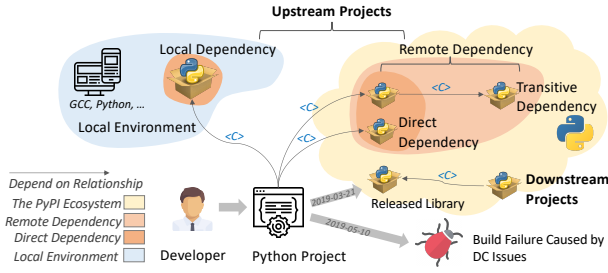 Upstream Projects
Local Dependency
Remote Dependency
GCC, Python, ...
Local Environment
<C>
<C>
<C>
<C>
Transitive
Dependency
Direct
Dependency
Depend on Relationship
The PyPI Ecosystem
Remote Dependency
Direct Dependency
Local Environment
Developer
Python Project
2019-03-21
2019-05-10
Released Library
<C>
Downstream
Projects
Build Failure Caused by
DC Issues